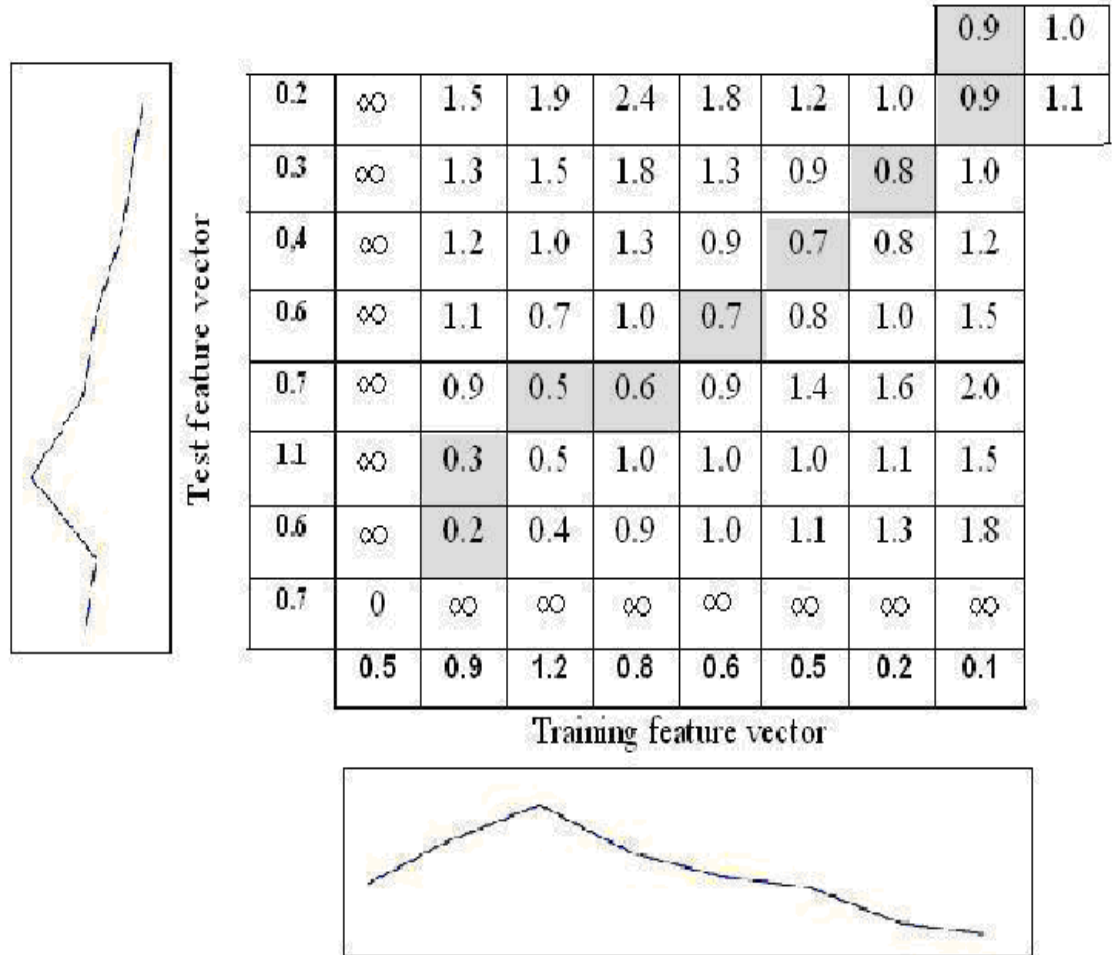 0.9 1.0
0.2 ∞ 1.5 1.9 2.4 1.8 1.2 1.0 0.9 1.1
0.3 ∞ 1.3 1.5 1.8 1.3 0.9 0.8 1.0
0.4 ∞ 1.2 1.0 1.3 0.9 0.7 0.8 1.2
0.6 ∞ 1.1 0.7 1.0 0.7 0.8 1.0 1.5
0.7 ∞ 0.9 0.5 0.6 0.9 1.4 1.6 2.0
1.1 ∞ 0.3 0.5 1.0 1.0 1.0 1.1 1.5
0.6 ∞ 0.2 0.4 0.9 1.0 1.1 1.3 1.8
0.7 0 ∞ ∞ ∞ ∞ ∞ ∞ ∞
0.5 0.9 1.2 0.8 0.6 0.5 0.2 0.1
Test feature vector
Training feature vector